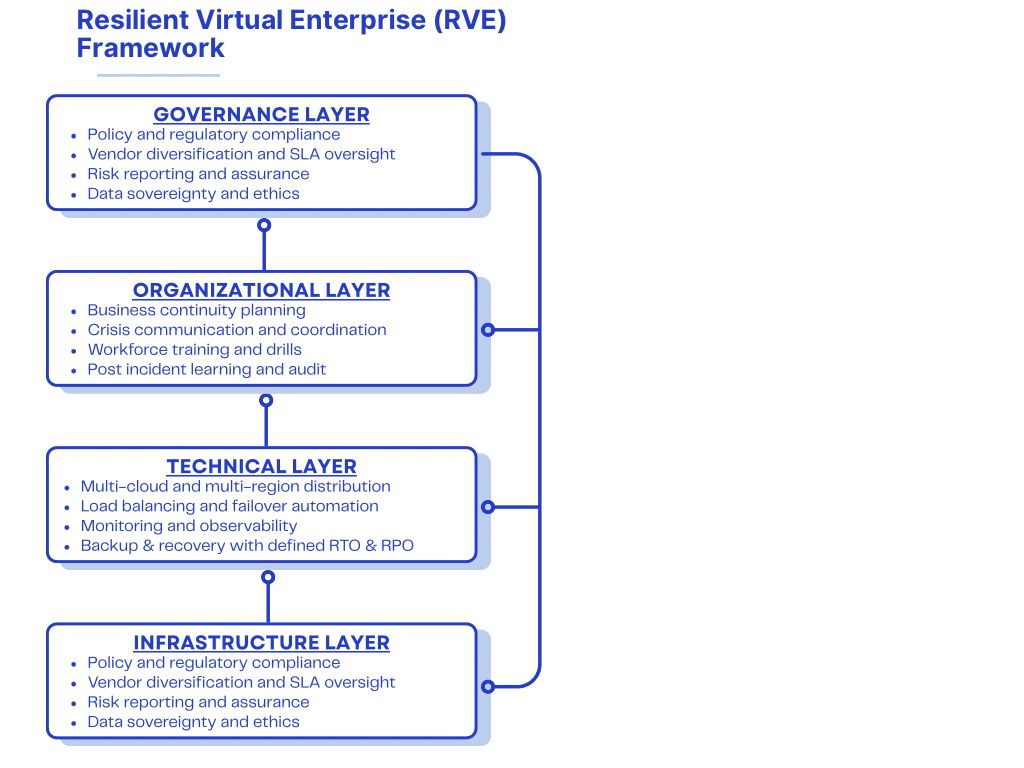 Resilient Virtual Enterprise (RVE)
Framework
GOVERNANCE LAYER
• Policy and regulatory compliance
• Vendor diversification and SLA oversight
• Risk reporting and assurance
• Data sovereignty and ethics
ORGANIZATIONAL LAYER
• Business continuity planning
• Crisis communication and coordination
• Workforce training and drills
• Post incident learning and audit
TECHNICAL LAYER
• Multi-cloud and multi-region distribution
• Load balancing and failover automation
• Monitoring and observability
• Backup & recovery with defined RTO & RPO
INFRASTRUCTURE LAYER
• Policy and regulatory compliance
• Vendor diversification and SLA oversight
• Risk reporting and assurance
• Data sovereignty and ethics